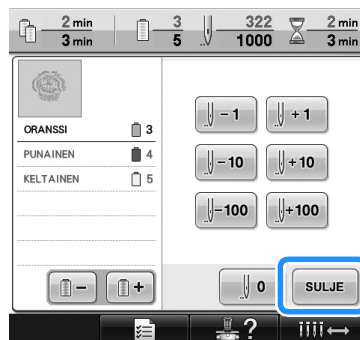 2 min
3 min
3
5
322
1000
2 min
3 min
ORANSSI 3
PUNAINEN 4
KELTAINEN 5
- 1
+ 1
- 10
+ 10
- 100
+ 100
-
+
0
SULJE
?